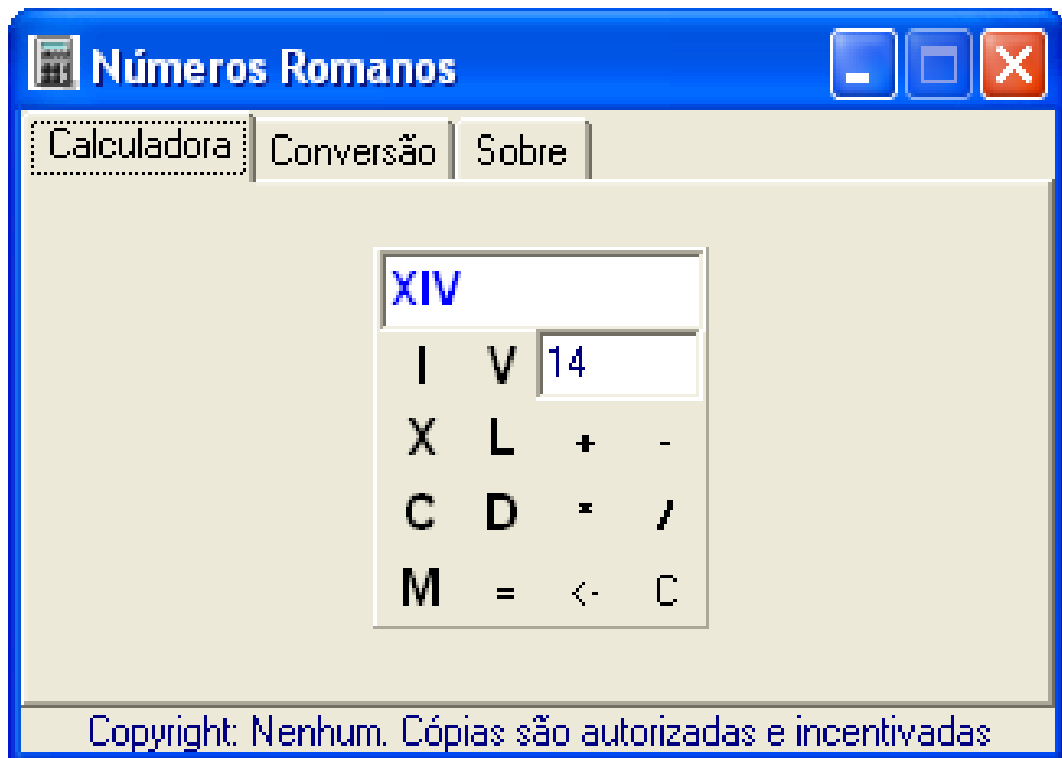 Números Romanos
Calculadora Conversão Sobre
XIV
I V 14
X L + -
C D * /
M = <- C
Copyright: Nenhum. Cópias são autorizadas e incentivadas